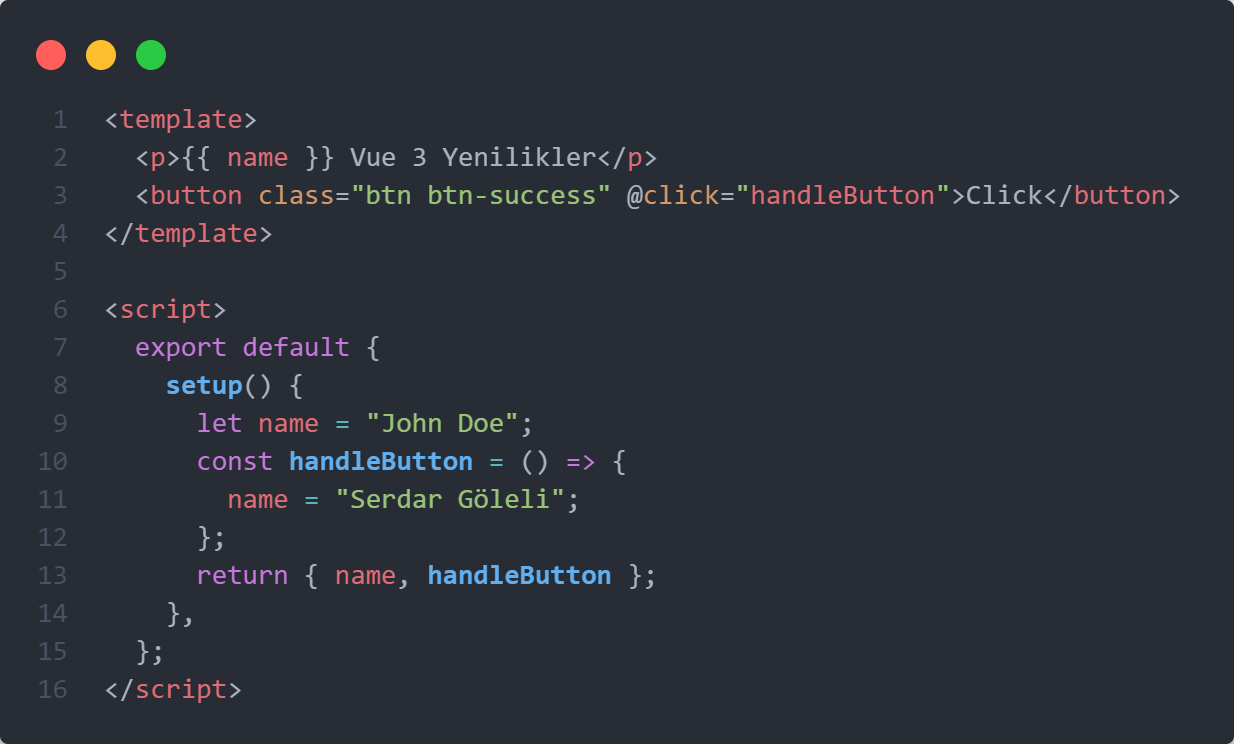 1 <template>
2   <p>{{ name }} Vue 3 Yenilikler</p>
3   <button class="btn btn-success" @click="handleButton">Click</button>
4 </template>
5
6 <script>
7   export default {
8     setup() {
9       let name = "John Doe";
10       const handleButton = () => {
11         name = "Serdar Göleli";
12       };
13       return { name, handleButton };
14     },
15   };
16 </script>